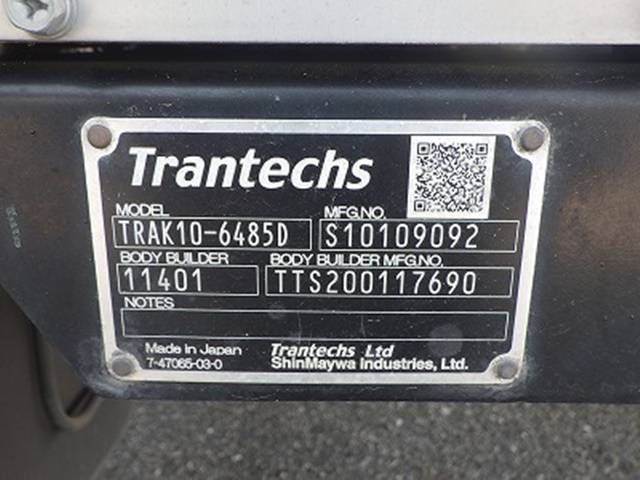 Trantechs
MODEL MFG.NO.
TRAK10-6485D S10109092
BODY BUILDER BODY BUILDER MFG.NO.
11401 TTS200117690
NOTES
Made in Japan Trantechs Ltd
7-47065-03-0 ShinMaywa Industries, Ltd.